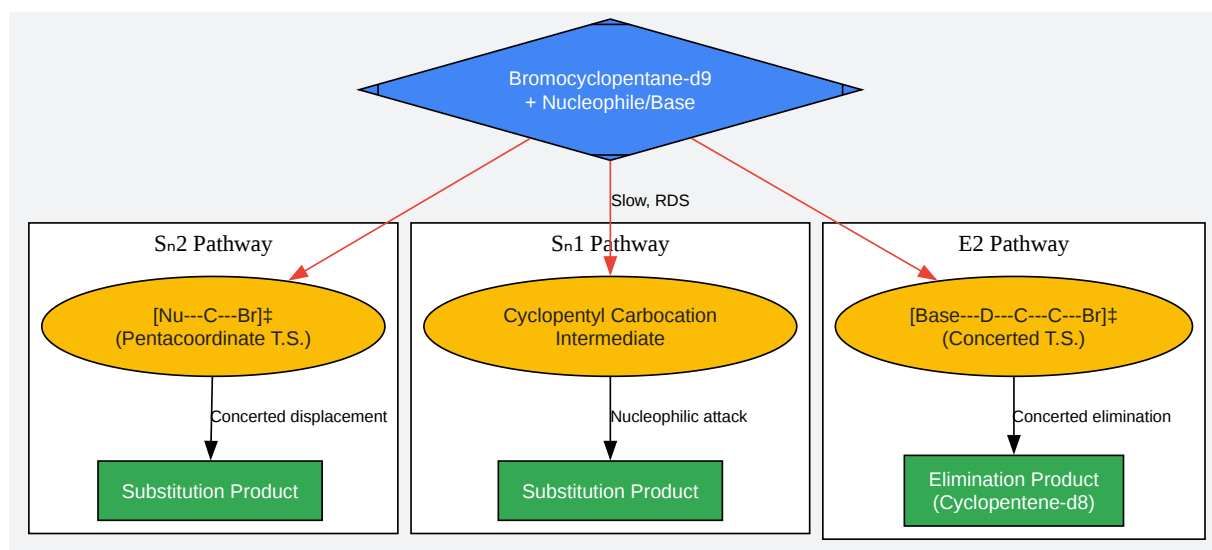 Bromocyclopentane-d9
+ Nucleophile/Base
Slow, RDS
Sₙ2 Pathway
[Nu---C---Br]‡
(Pentacoordinate T.S.)
Concerted displacement
Substitution Product
Sₙ1 Pathway
Cyclopentyl Carbocation
Intermediate
Nucleophilic attack
Substitution Product
E2 Pathway
[Base---D---C---C---Br]‡
(Concerted T.S.)
Concerted elimination
Elimination Product
(Cyclopentene-d8)